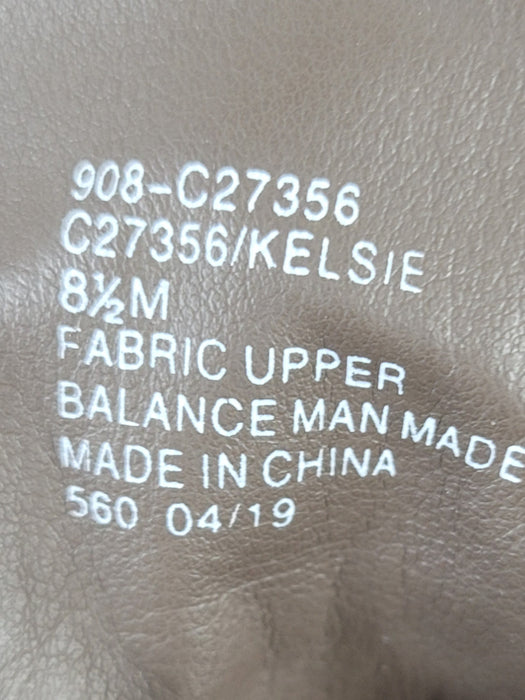 908-C27356
C27356/KELSIE
8½M
FABRIC UPPER
BALANCE MAN MADE
MADE IN CHINA
560 04/19